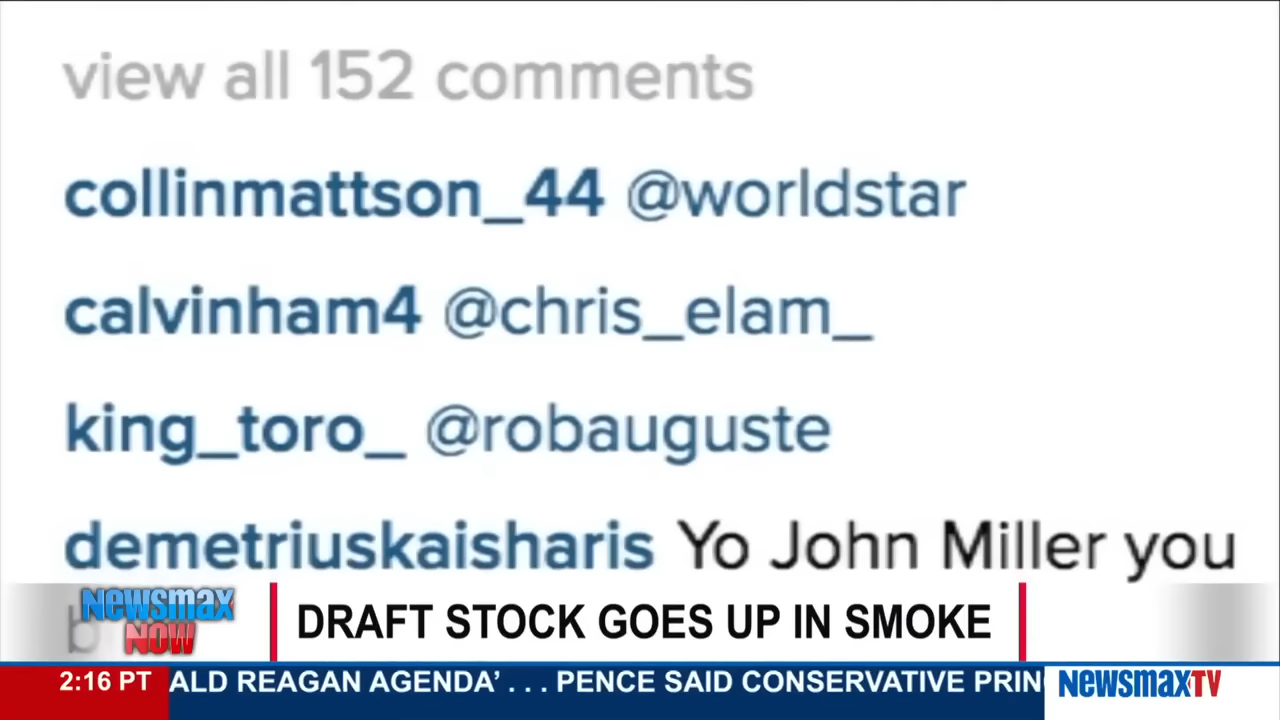 view all 152 comments
collinmattson_44 @worldstar
calvinham4 @chris_elam_
king_toro_ @robauguste
demetriuskaisharis Yo John Miller you
Newsmax
NOW
DRAFT STOCK GOES UP IN SMOKE
2:16 PT
ALD REAGAN AGENDA’ . . . PENCE SAID CONSERVATIVE PRIN
NEWSMAXTV